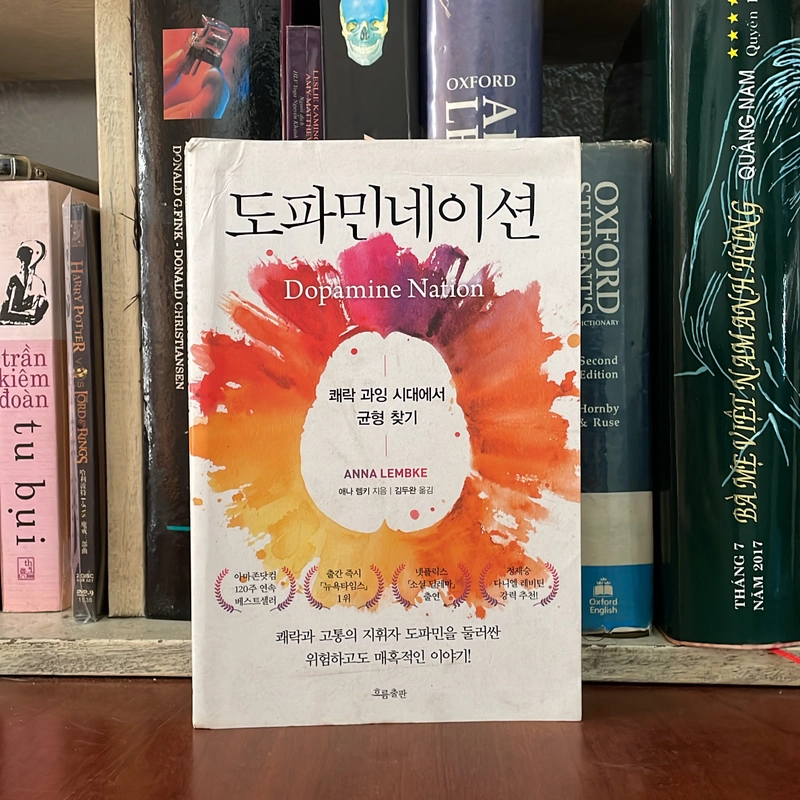 도파민네이션
Dopamine Nation
쾌락 과잉 시대에서
균형 찾기
ANNA LEMBKE
애나 렘키 지음 | 김두완 옮김
아마존닷컴
120주 연속
베스트셀러
출간 즉시
「뉴욕타임스」
1위
넷플릭스
「소셜 딜레마」
출연
정재승
다니엘 레비틴
강력 추천!
쾌락과 고통의 지휘자 도파민을 둘러싼
위험하고도 매혹적인 이야기!
흐름출판
trần
kiêm
đoàn
tu bụi
HARRY POTTER
VS
LORD OF THE RINGS
DVD-9
DONALD G.FINK - DONALD CHRISTIANSEN
LESLIE KAMINO
AMY-MATTHEW
OXFORD
OXFORD
STUDENT'S
DICTIONARY
Second
Edition
Hornby
& Ruse
Oxford
English
BÀ MẸ VIỆT NAM ANH HÙNG
QUẢNG NAM
Quyển
THÁNG 7
NĂM 2017